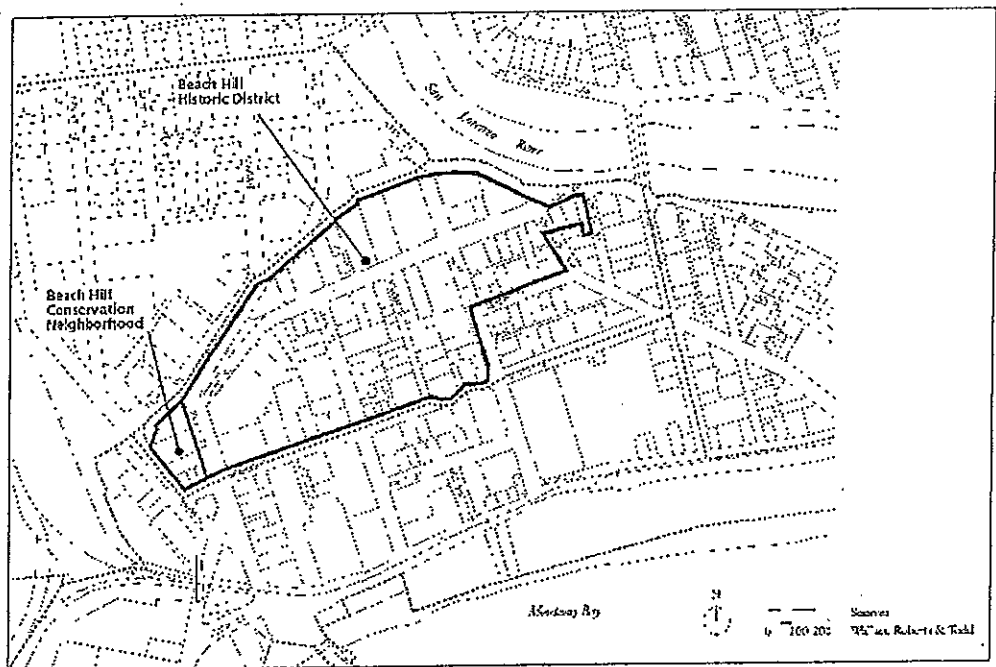 Beach Hill
Historic District
San
Lorenzo
River
Beach Hill
Conservation
Neighborhood
Monterey Bay
N
0 100 200
Sources
Wallace, Roberts & Todd